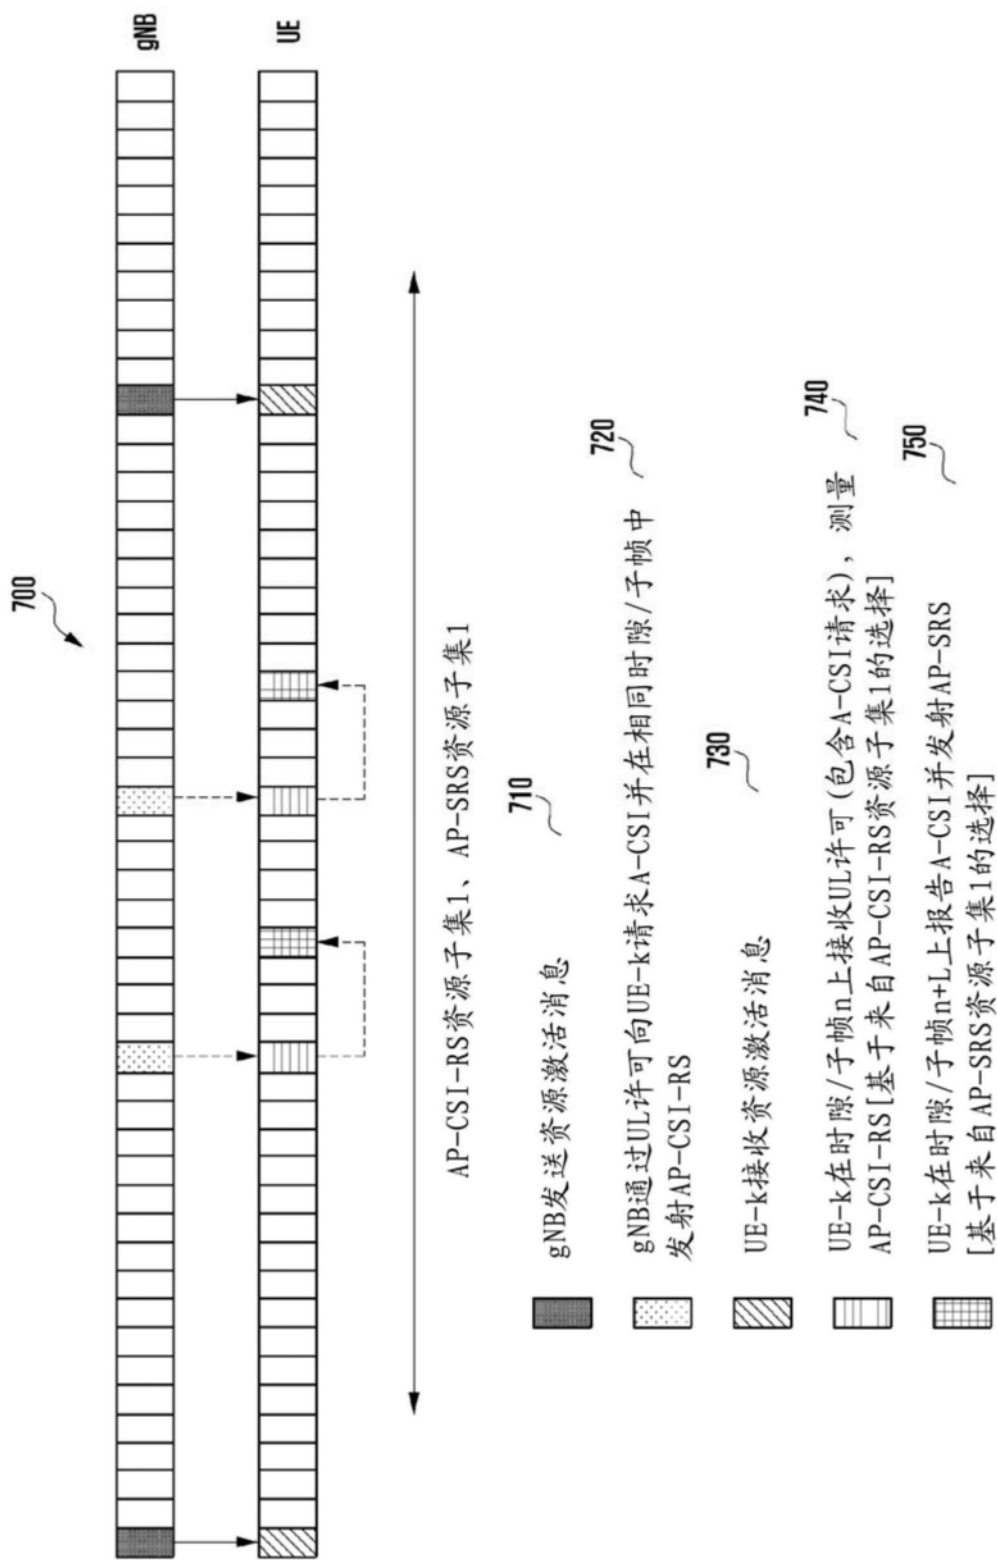 700
gNB
UE
AP-CSI-RS资源子集1、AP-SRS资源子集1
gNB发送资源激活消息
710
gNB通过UL许可向UE-k请求A-CSI并在相同时隙/子帧中
发射AP-CSI-RS
720
UE-k接收资源激活消息
730
UE-k在时隙/子帧n上接收UL许可(包含A-CSI请求), 测量
AP-CSI-RS[基于来自AP-CSI-RS资源子集1的选择]
740
UE-k在时隙/子帧n+L上报告A-CSI并发射AP-SRS
[基于来自AP-SRS资源子集1的选择]
750